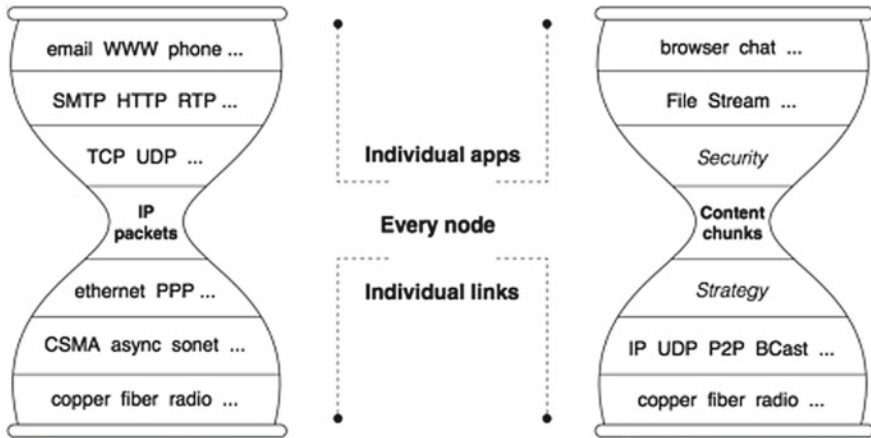 email WWW phone ...
SMTP HTTP RTP ...
TCP UDP ...
IP
packets
ethernet PPP ...
CSMA async sonet ...
copper fiber radio ...
Individual apps
Every node
Individual links
browser chat ...
File Stream ...
Security
Content
chunks
Strategy
IP UDP P2P BCast ...
copper fiber radio ...